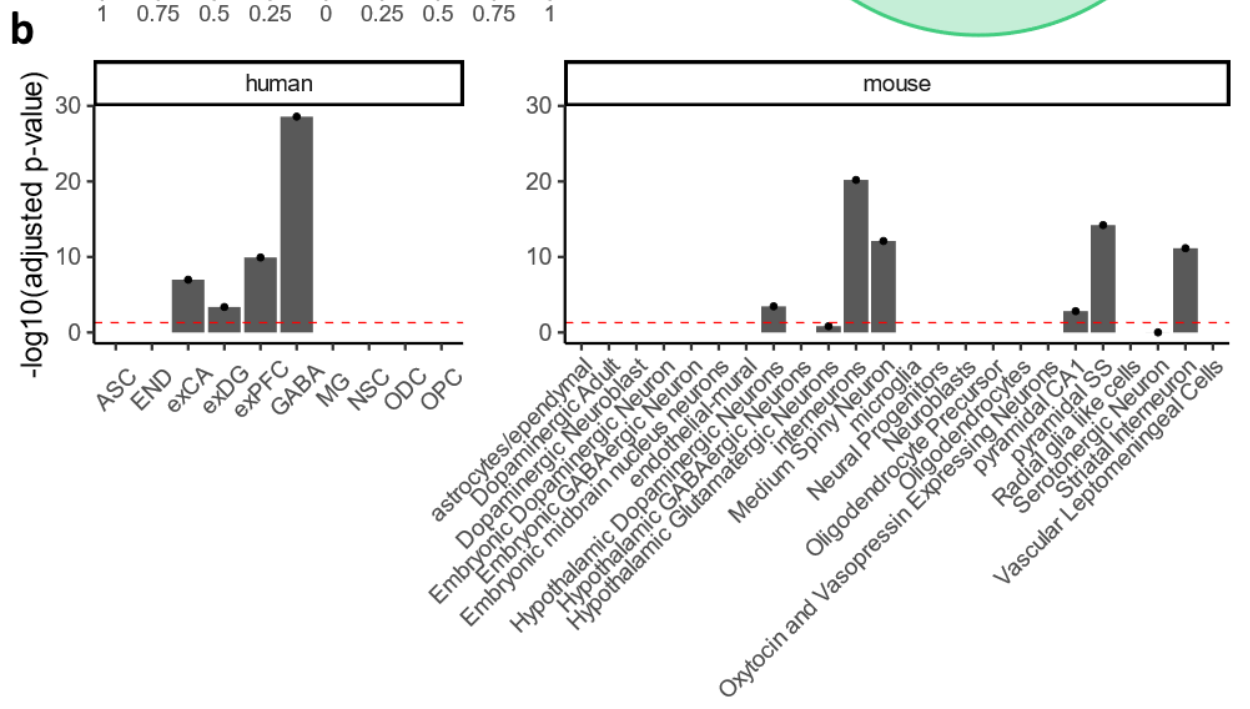 1 0.75 0.5 0.25 0 0.25 0.5 0.75 1
b
human
mouse
-log10(adjusted p-value)
30
20
10
0
30
20
10
0
ASC
END
exCA
exDG
exPFC
GABA
MG
NSC
ODC
OPC
astrocytes/ependymal
Dopaminergic Adult
Dopaminergic Neuroblast
Embryonic Dopaminergic Neuron
Embryonic GABAergic Neuron
Embryonic midbrain nucleus neurons
endothelial-mural
Hypothalamic Dopaminergic Neurons
Hypothalamic GABAergic Neurons
Hypothalamic Glutamatergic Neurons
interneurons
Medium Spiny Neuron
microglia
Neural Progenitors
Neuroblasts
Oligodendrocyte Precursor
Oligodendrocytes
Oxytocin and Vasopressin Expressing Neurons
pyramidal CA1
pyramidal SS
Radial glia like cells
Serotonergic Neuron
Striatal Interneuron
Vascular Leptomeningeal Cells